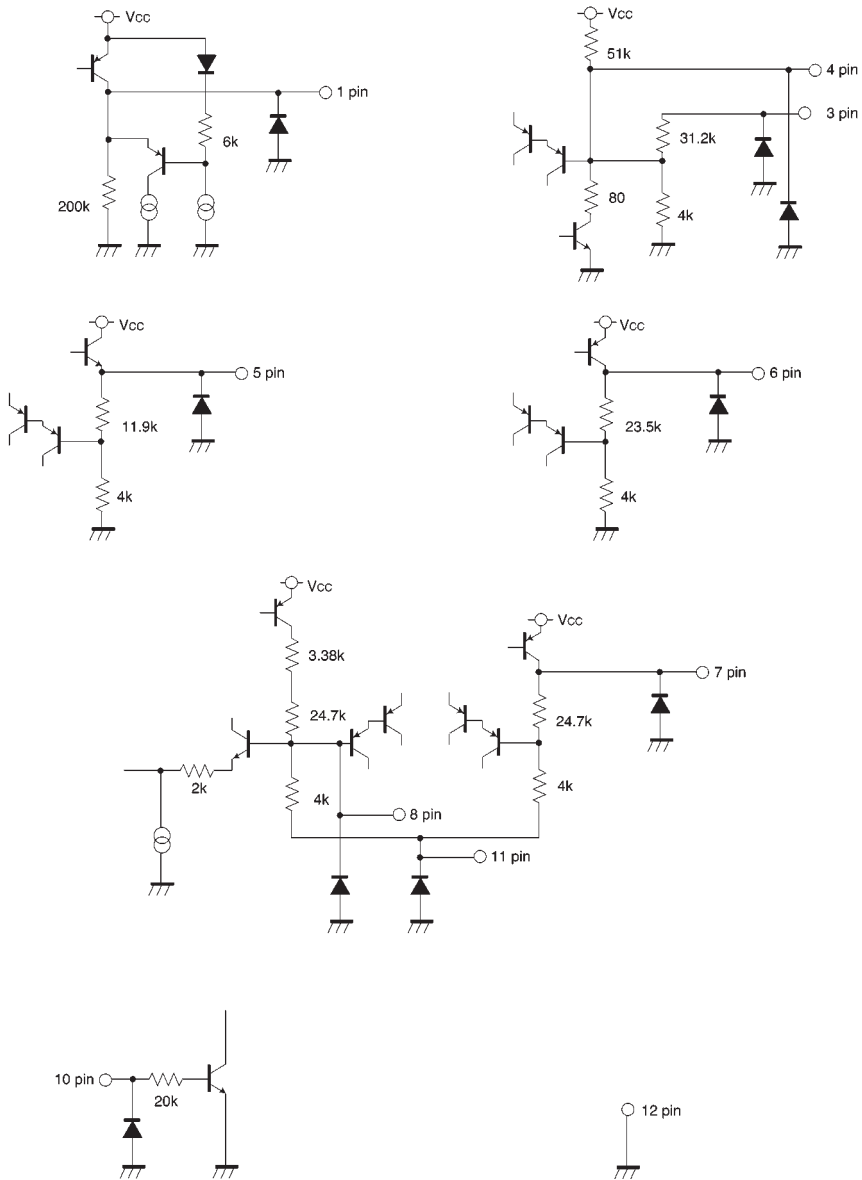 Vcc
1 pin
6k
200k
Vcc
51k
4 pin
3 pin
31.2k
80
4k
Vcc
5 pin
11.9k
4k
Vcc
6 pin
23.5k
4k
Vcc
3.38k
24.7k
2k
4k
8 pin
11 pin
Vcc
7 pin
24.7k
4k
10 pin
20k
12 pin